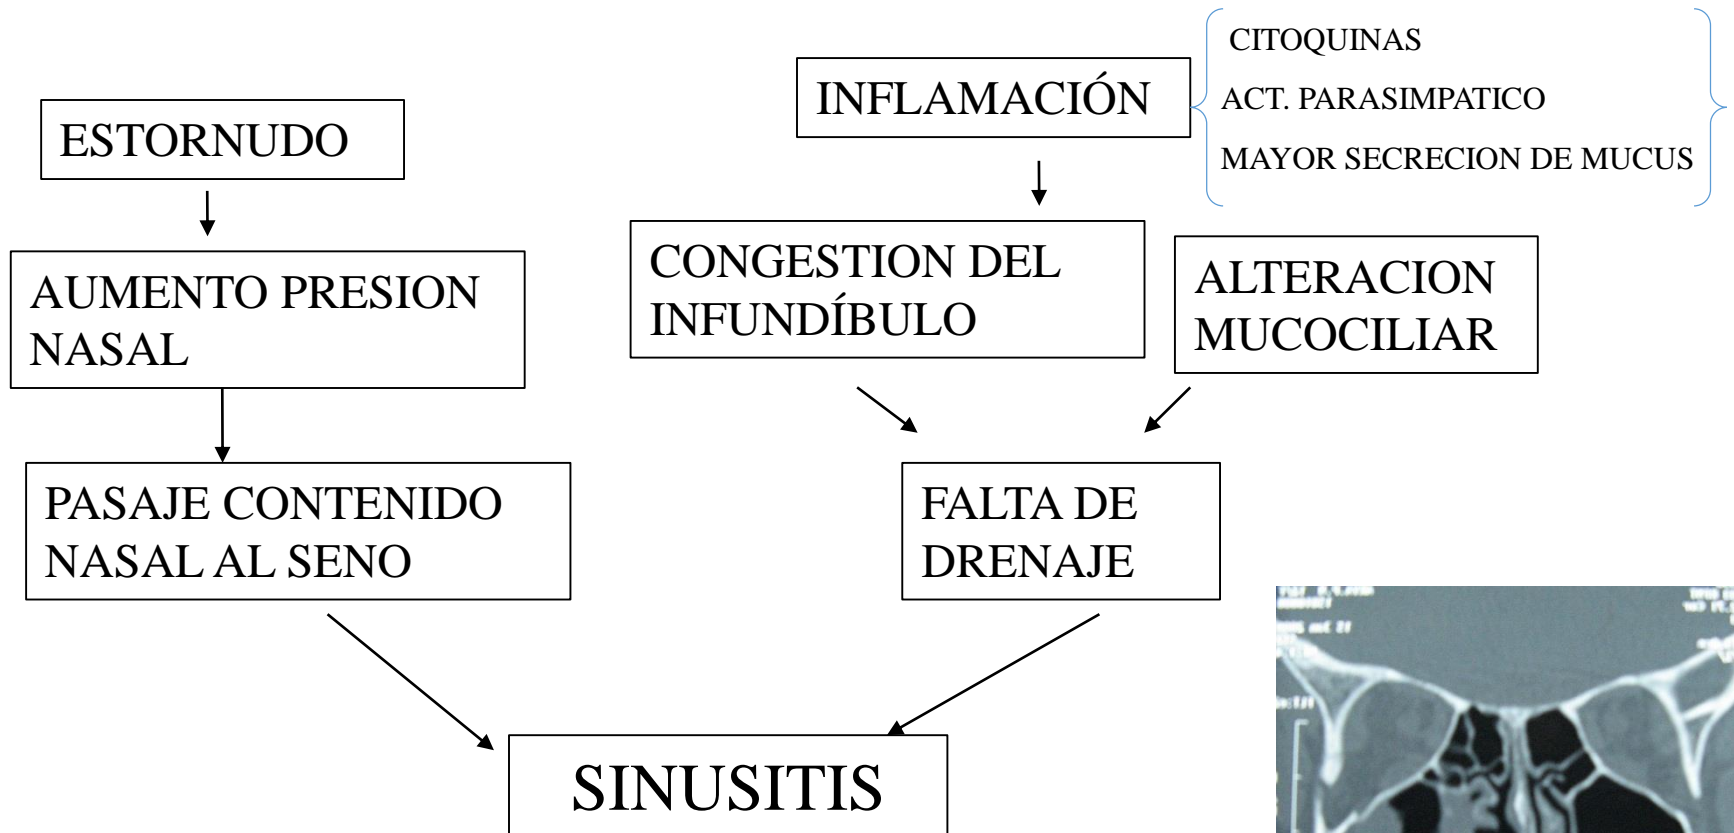 CITOQUINAS
INFLAMACIÓN
ACT. PARASIMPATICO
MAYOR SECRECION DE MUCUS
ESTORNUDO
AUMENTO PRESION
NASAL
CONGESTION DEL
INFUNDÍBULO
ALTERACION
MUCOCILIAR
PASAJE CONTENIDO
NASAL AL SENO
FALTA DE
DRENAJE
SINUSITIS